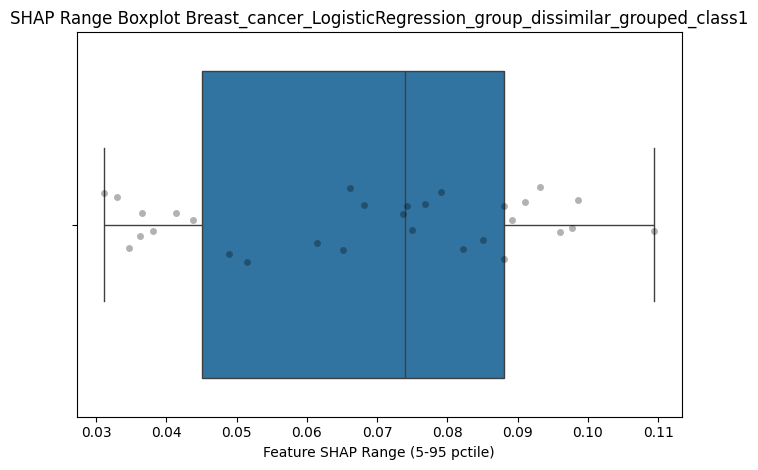 SHAP Range Boxplot Breast_cancer_LogisticRegression_group_dissimilar_grouped_class1
0.03 0.04 0.05 0.06 0.07 0.08 0.09 0.10 0.11
Feature SHAP Range (5-95 pctile)